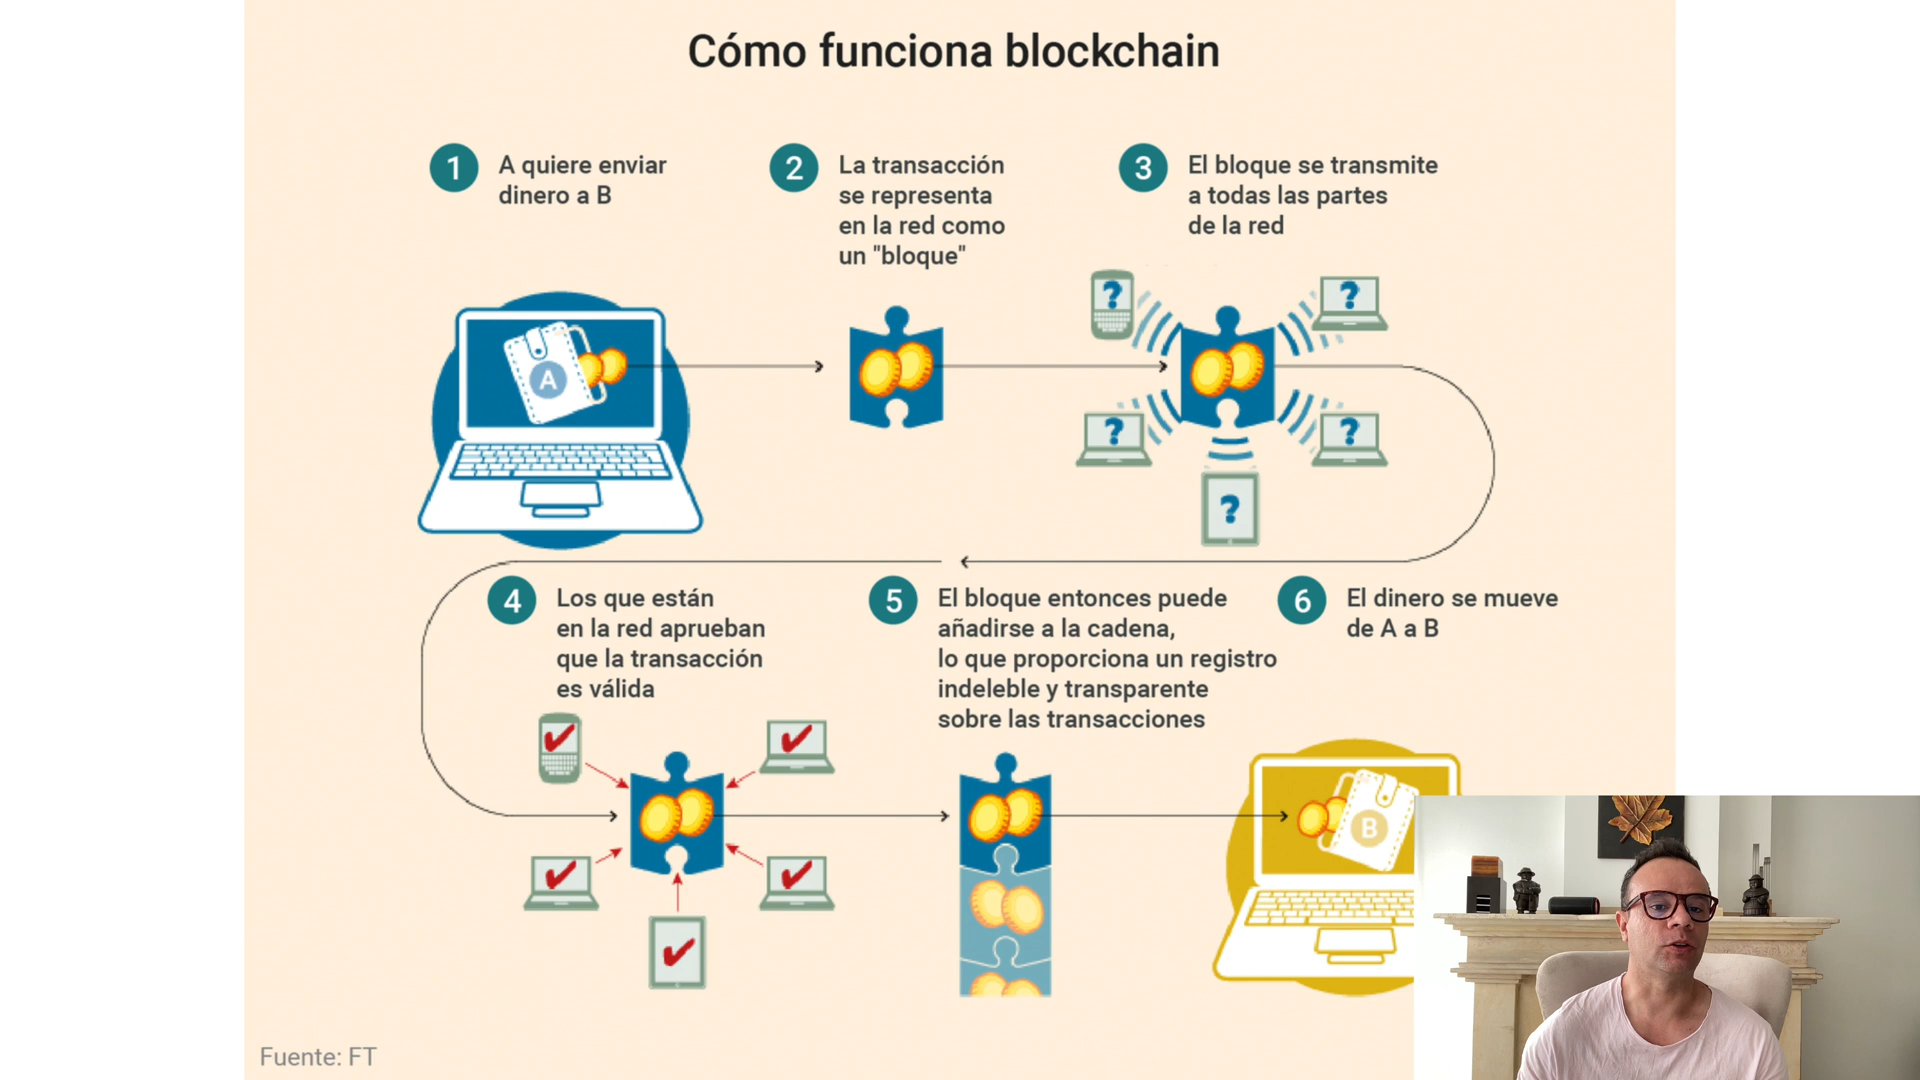 Cómo funciona blockchain
1
A quiere enviar
dinero a B
2
La transacción
se representa
en la red como
un "bloque"
3
El bloque se transmite
a todas las partes
de la red
A
?
?
?
?
?
4
Los que están
en la red aprueban
que la transacción
es válida
5
El bloque entonces puede
añadirse a la cadena,
lo que proporciona un registro
indeleble y transparente
sobre las transacciones
6
El dinero se mueve
de A a B
B
Fuente: FT